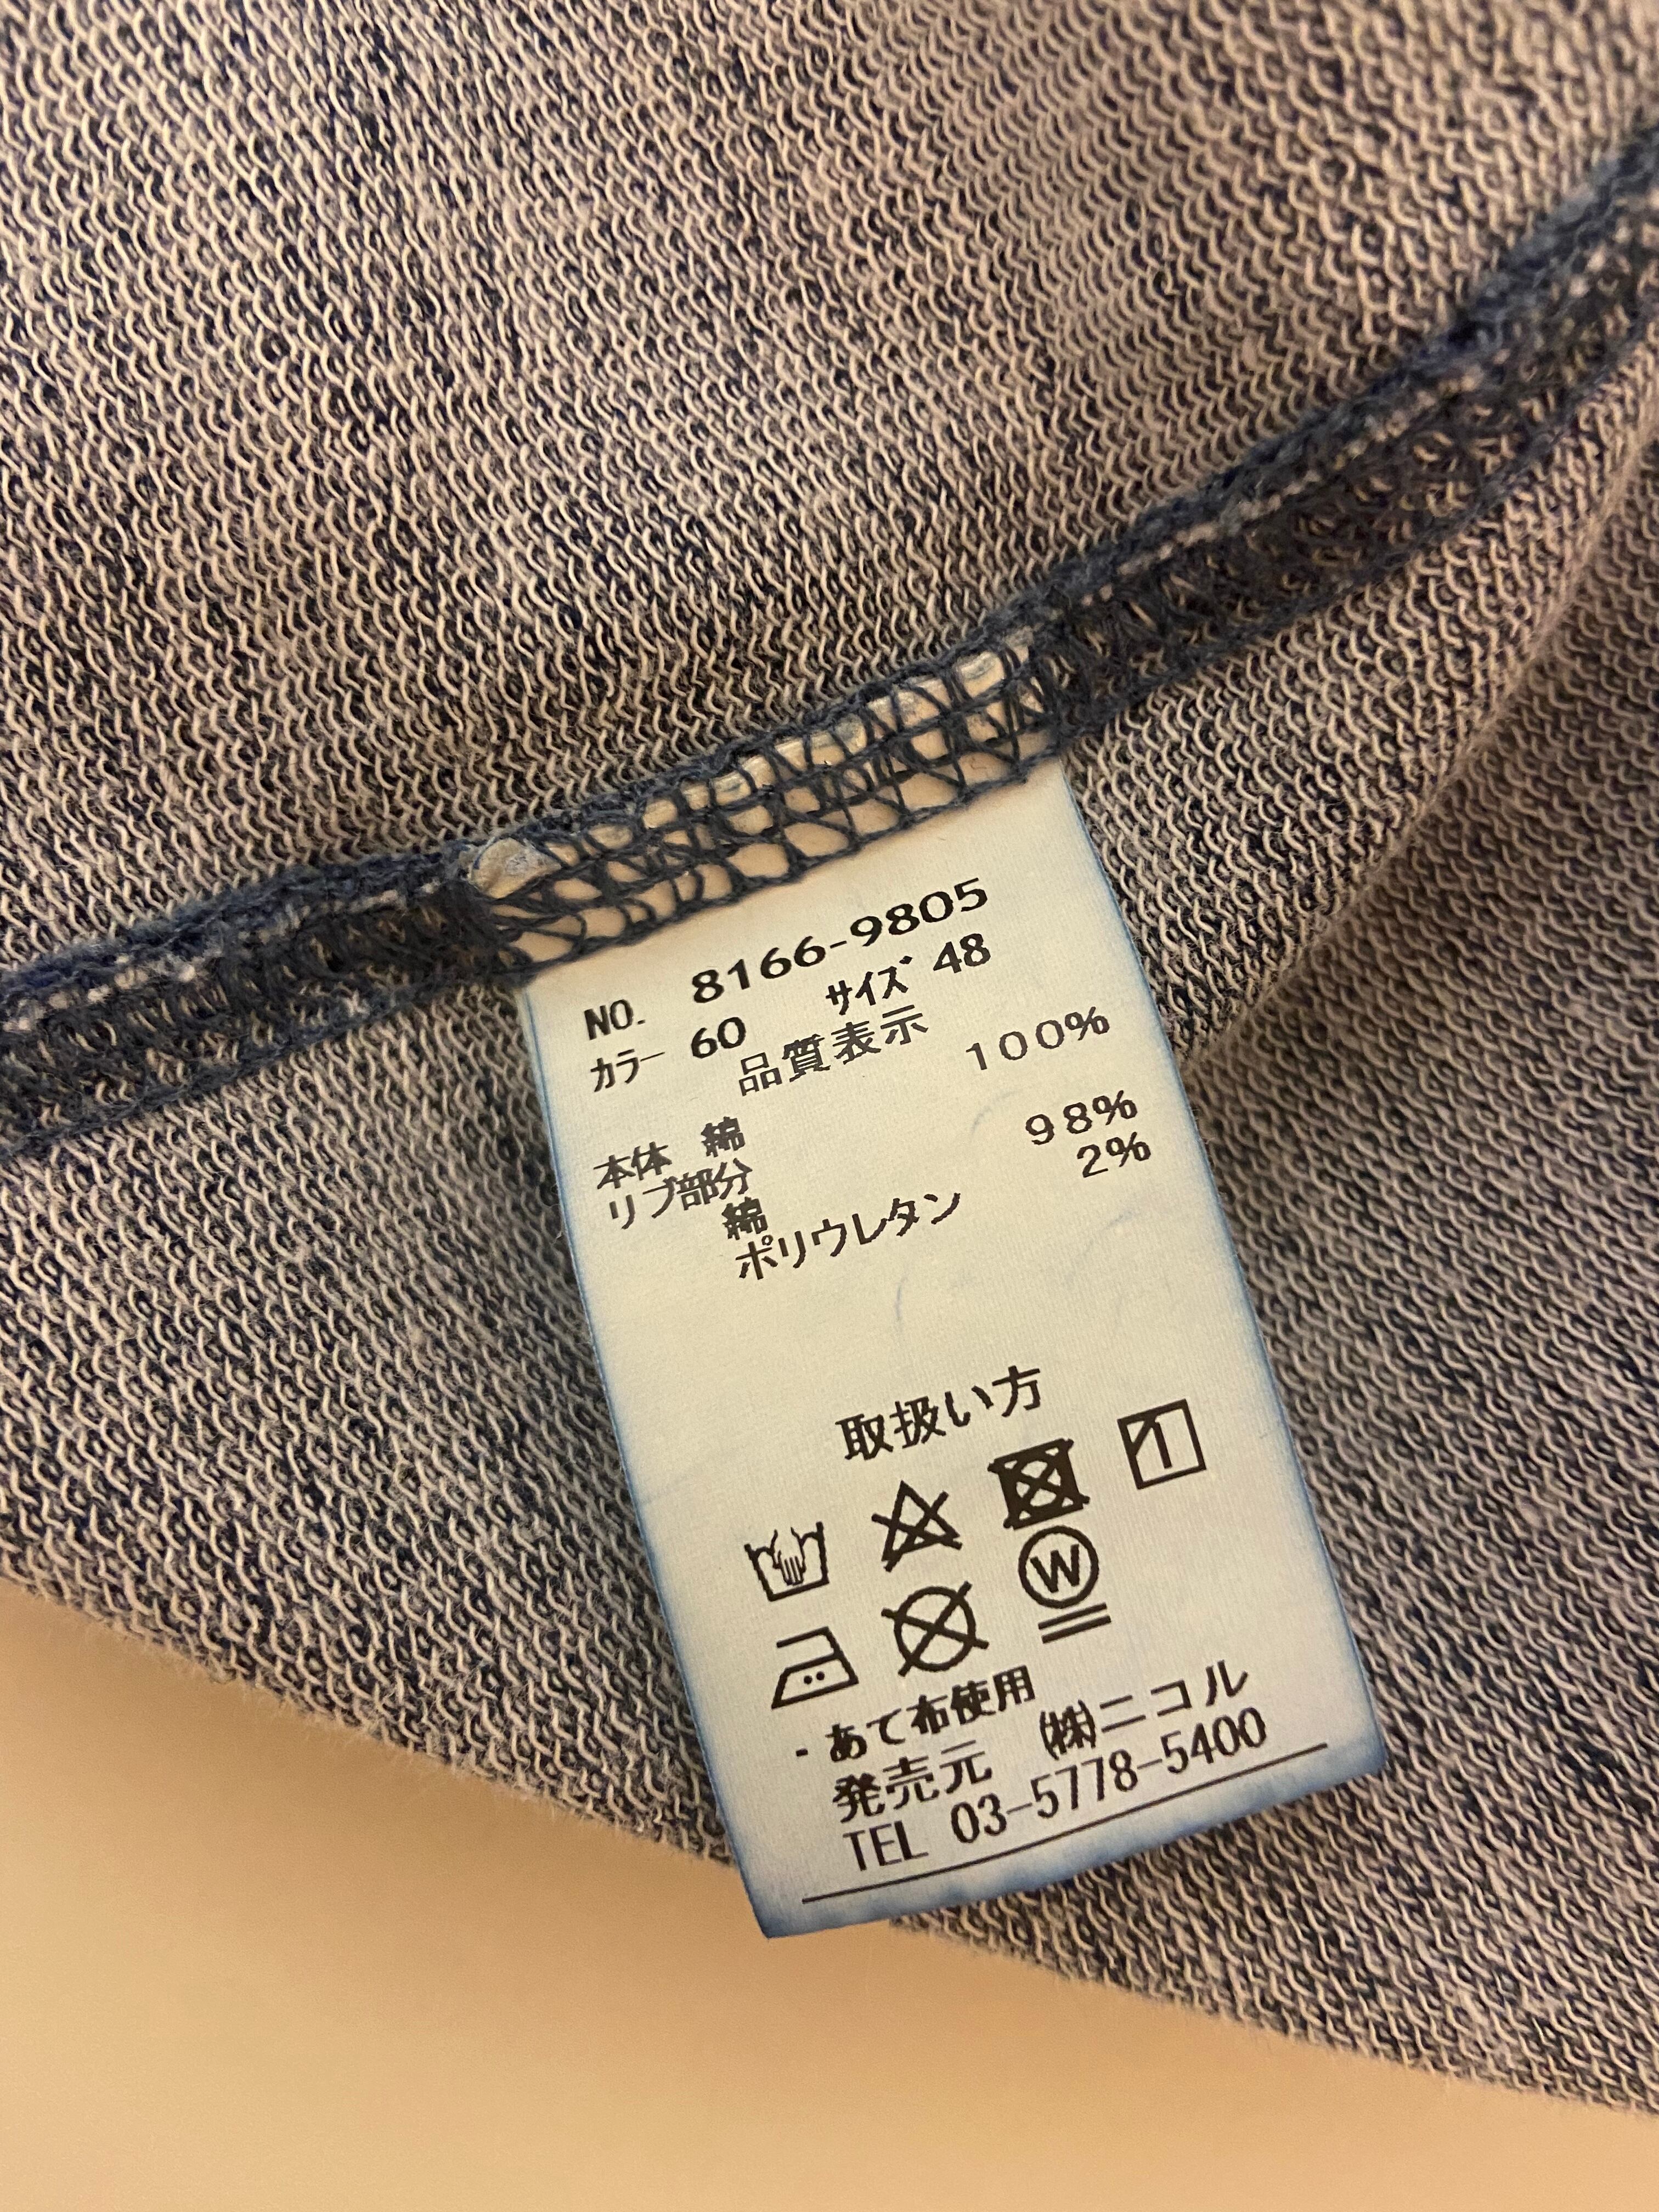 NO. 8166-9805
カラー 60 サイズ 48
品質表示
本体 綿 100%
リブ部分
綿 98%
ポリウレタン 2%
取扱い方
W
・あて布使用
発売元 (株)ニコル
TEL 03-5778-5400